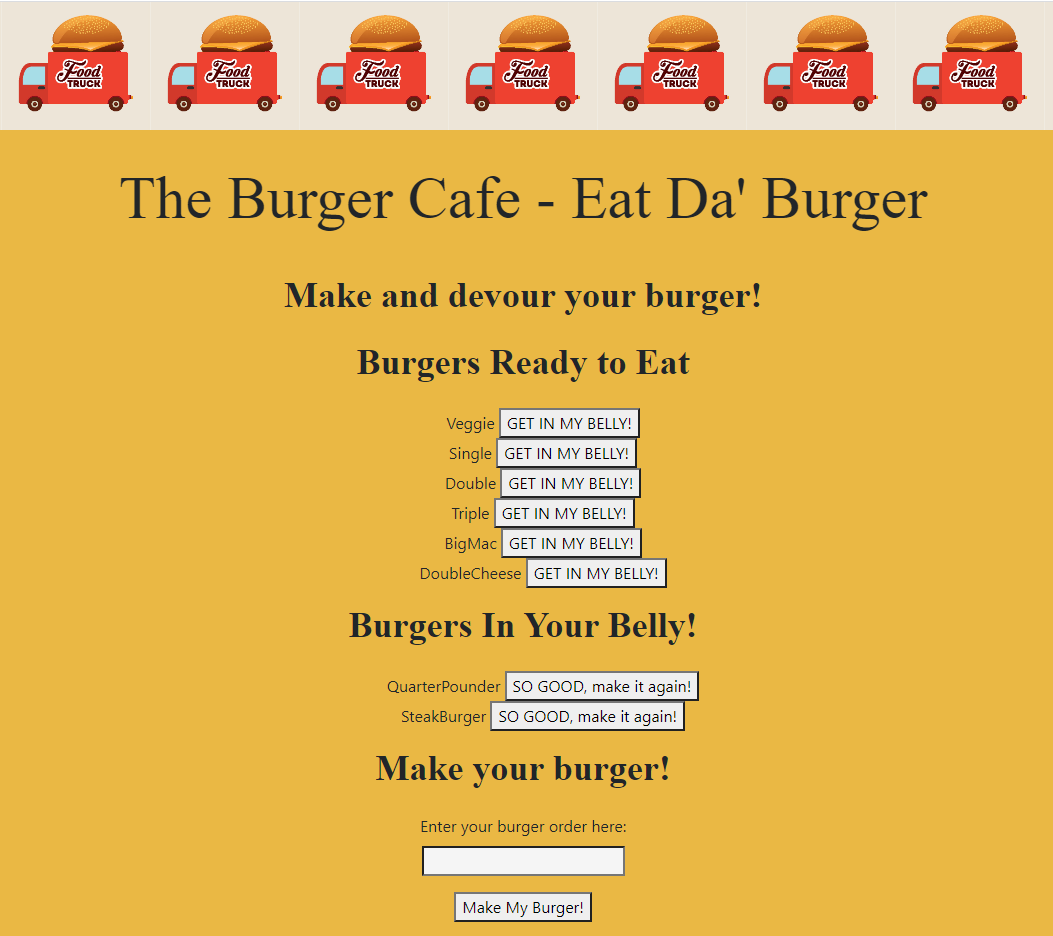 Food Food Food Food Food Food Food
TRUCK TRUCK TRUCK TRUCK TRUCK TRUCK TRUCK
The Burger Cafe - Eat Da' Burger
Make and devour your burger!
Burgers Ready to Eat
Veggie GET IN MY BELLY!
Single GET IN MY BELLY!
Double GET IN MY BELLY!
Triple GET IN MY BELLY!
BigMac GET IN MY BELLY!
DoubleCheese GET IN MY BELLY!
Burgers In Your Belly!
QuarterPounder SO GOOD, make it again!
SteakBurger SO GOOD, make it again!
Make your burger!
Enter your burger order here:
Make My Burger!